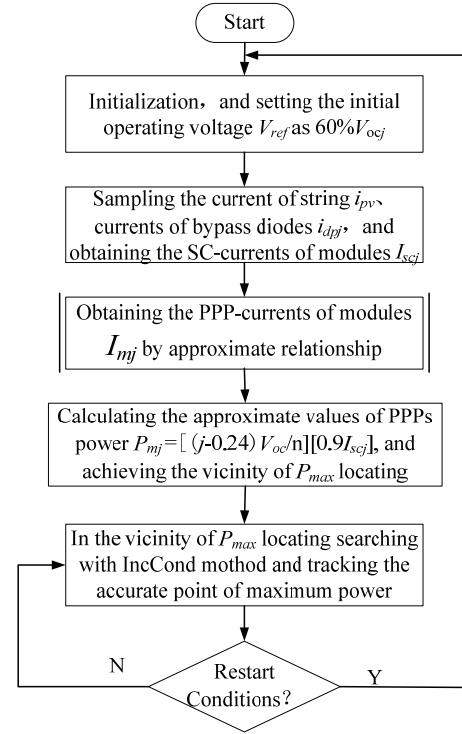 Start
Initialization，and setting the initial
operating voltage Vref as 60%Vocj
Sampling the current of string ipv、
currents of bypass diodes idpj，and
obtaining the SC-currents of modules Iscj
Obtaining the PPP-currents of modules
Imj by approximate relationship
Calculating the approximate values of PPPs
power Pmj=[ (j-0.24) Voc/n][0.9Iscj], and
achieving the vicinity of Pmax locating
In the vicinity of Pmax locating searching
with IncCond mothod and tracking the
accurate point of maximum power
N
Restart
Conditions?
Y